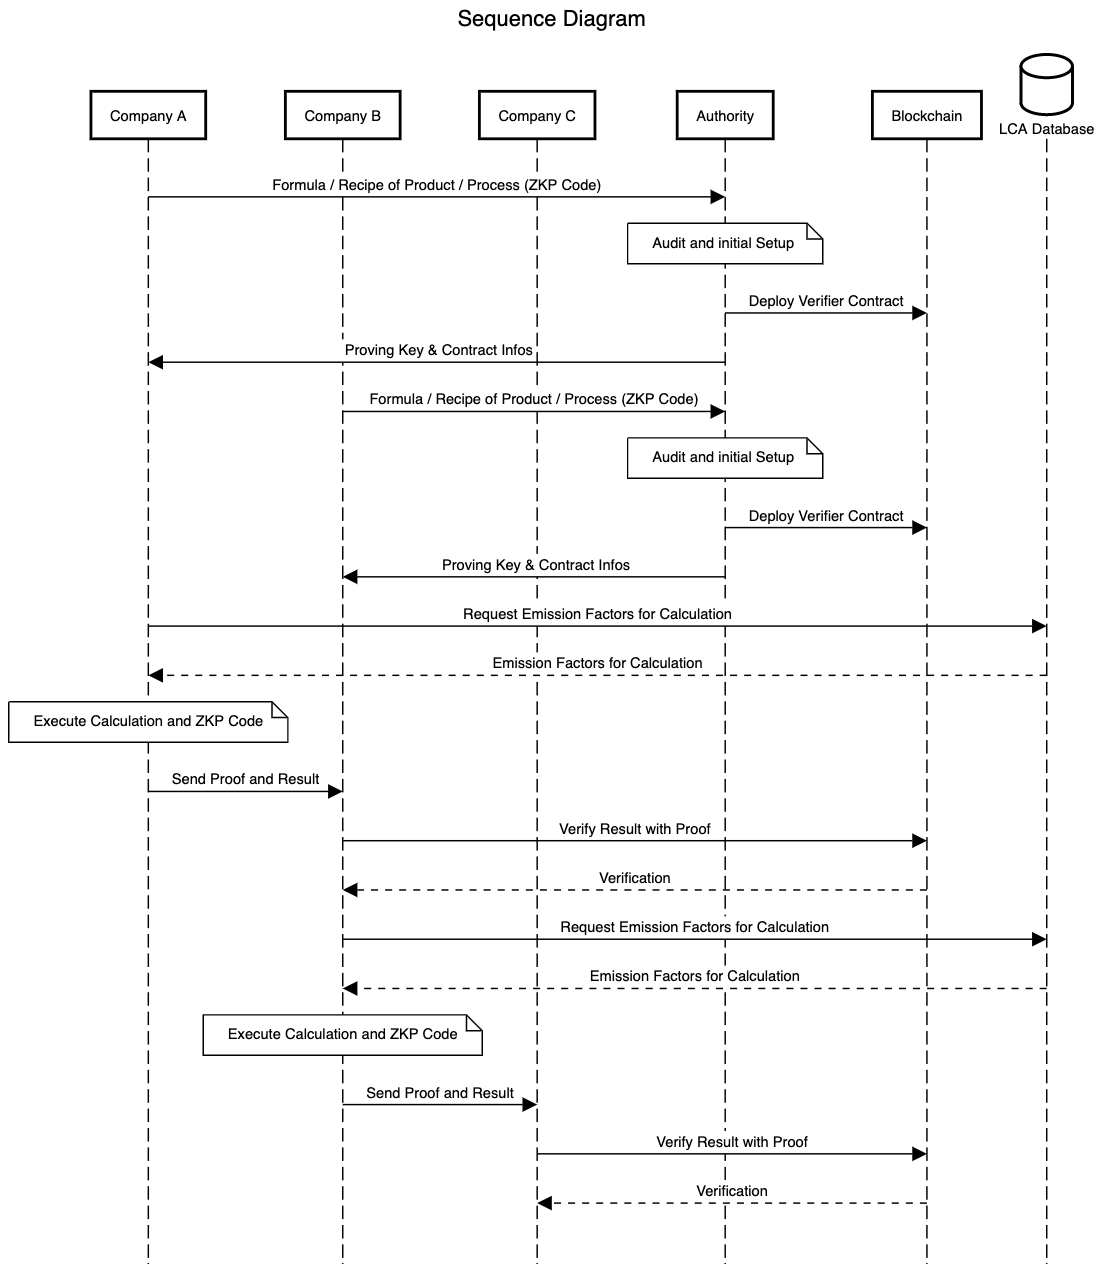 Sequence Diagram
Company A
Company B
Company C
Authority
Blockchain
LCA Database
Formula / Recipe of Product / Process (ZKP Code)
Audit and initial Setup
Deploy Verifier Contract
Proving Key & Contract Infos
Formula / Recipe of Product / Process (ZKP Code)
Audit and initial Setup
Deploy Verifier Contract
Proving Key & Contract Infos
Request Emission Factors for Calculation
Emission Factors for Calculation
Execute Calculation and ZKP Code
Send Proof and Result
Verify Result with Proof
Verification
Request Emission Factors for Calculation
Emission Factors for Calculation
Execute Calculation and ZKP Code
Send Proof and Result
Verify Result with Proof
Verification